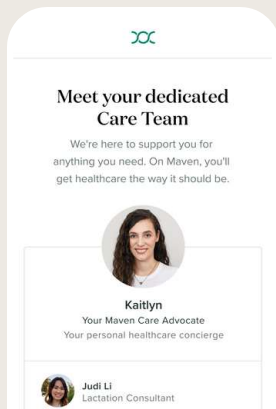 Meet your dedicated
Care Team
We're here to support you for
anything you need. On Maven, you'll
get healthcare the way it should be.
Kaitlyn
Your Maven Care Advocate
Your personal healthcare concierge
Judi Li
Lactation Consultant